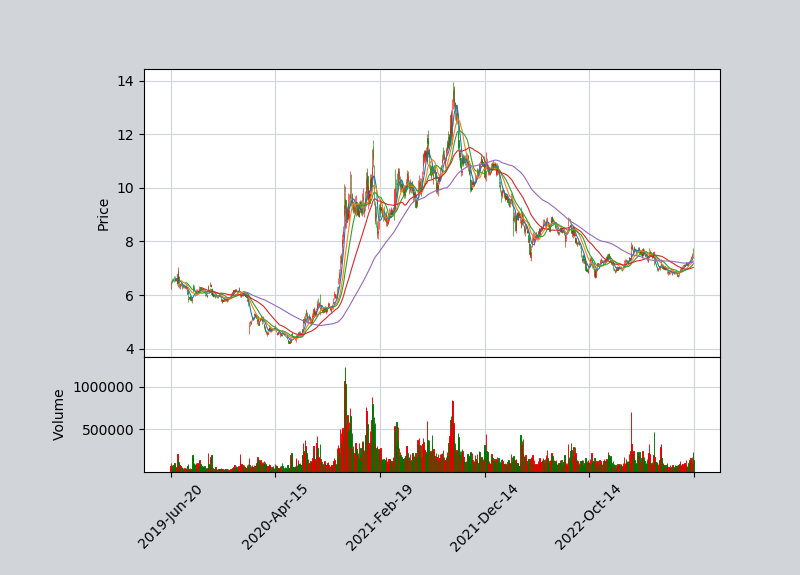 14
12
10
8
6
4
Price
1000000
500000
Volume
2019-Jun-20
2020-Apr-15
2021-Feb-19
2021-Dec-14
2022-Oct-14